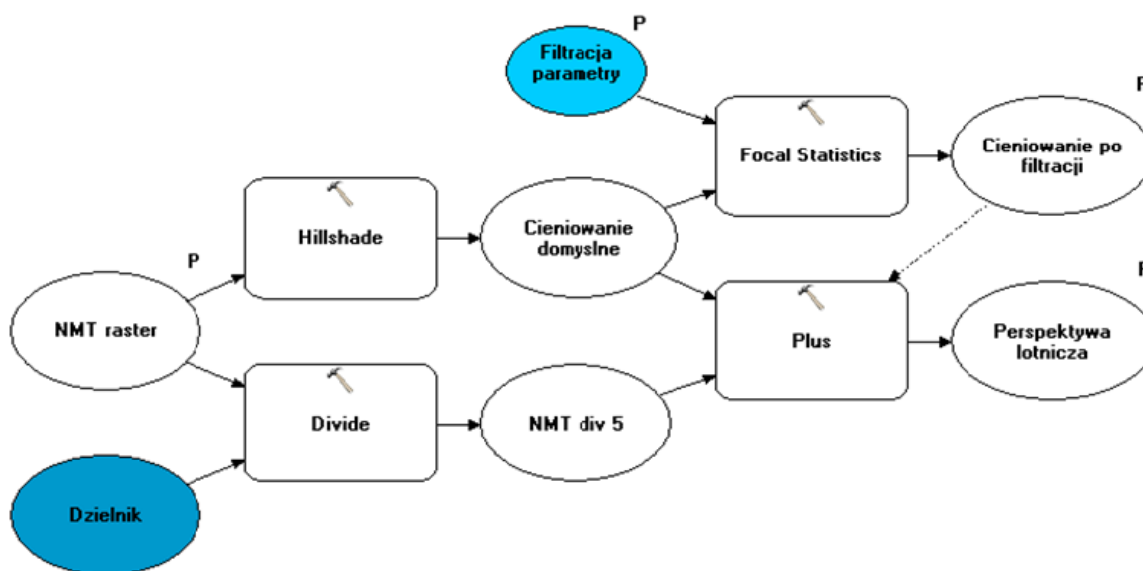 P
Filtracja
parametry
Focal Statistics
P
Cieniowanie po
filtracji
P
Hillshade
Cieniowanie
domyslne
NMT raster
Plus
P
Perspektywa
lotnicza
Divide
NMT div 5
Dzielnik